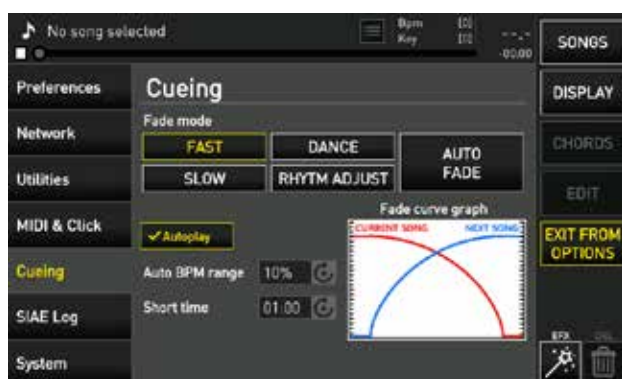 No song selected
Bpm [0]
Key [0]
--.-
-00:00
SONGS
DISPLAY
CHORDS
EDIT
EXIT FROM
OPTIONS
EFX DEL
Preferences
Network
Utilities
MIDI & Click
Cueing
SIAE Log
System
Cueing
Fade mode
FAST DANCE
SLOW RHYTM ADJUST
AUTO
FADE
Fade curve graph
CURRENT SONG NEXT SONG
Autoplay
Auto BPM range 10%
Short time 01:00